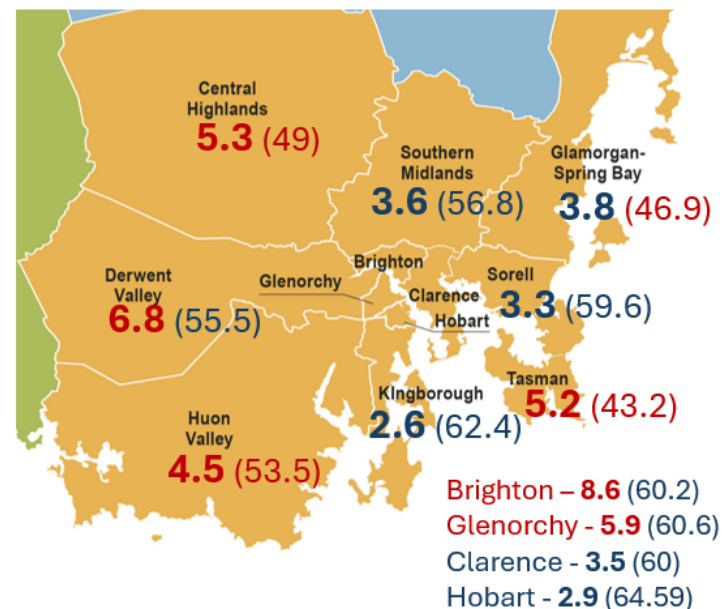 Central
Highlands
5.3 (49)
Southern
Midlands
3.6 (56.8)
Glamorgan-
Spring Bay
3.8 (46.9)
Derwent
Valley
6.8 (55.5)
Glenorchy
Brighton
Clarence
Hobart
Sorell
3.3 (59.6)
Huon
Valley
4.5 (53.5)
KIngborough
2.6 (62.4)
Tasman
5.2 (43.2)
Brighton – 8.6 (60.2)
Glenorchy - 5.9 (60.6)
Clarence - 3.5 (60)
Hobart - 2.9 (64.59)